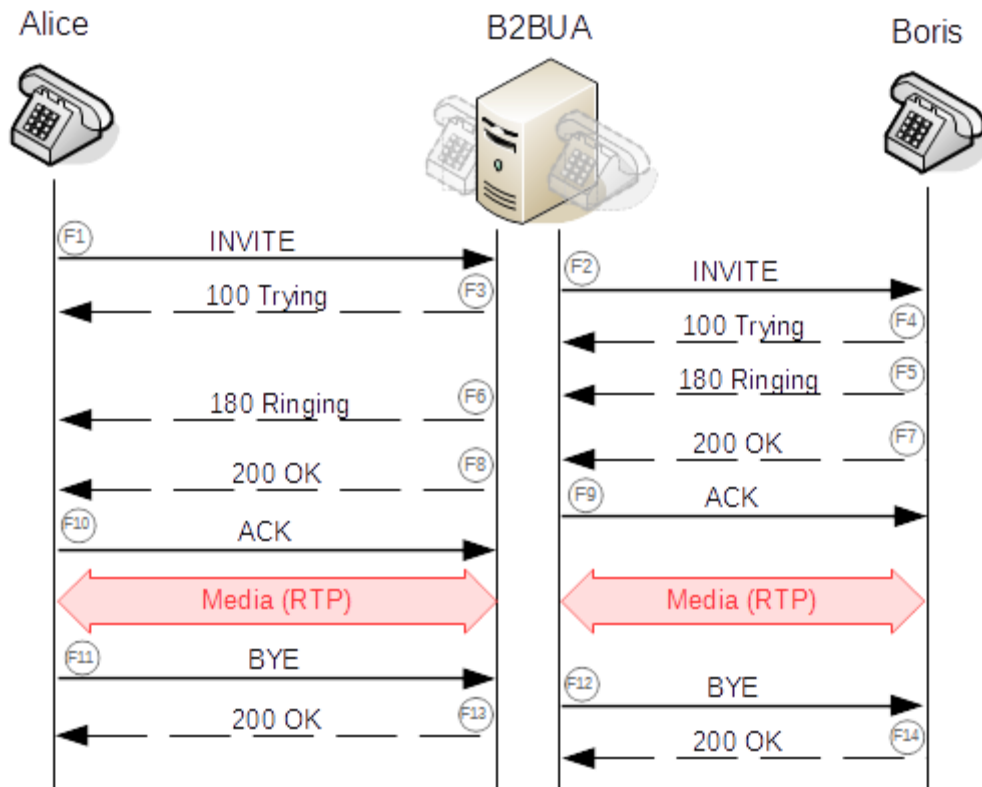 Alice
B2BUA
Boris
F1
INVITE
F2
INVITE
100 Trying
F3
100 Trying
F4
180 Ringing
F5
180 Ringing
F6
200 OK
F7
200 OK
F8
F9
ACK
F10
ACK
Media (RTP)
Media (RTP)
F11
BYE
F12
BYE
200 OK
F13
200 OK
F14